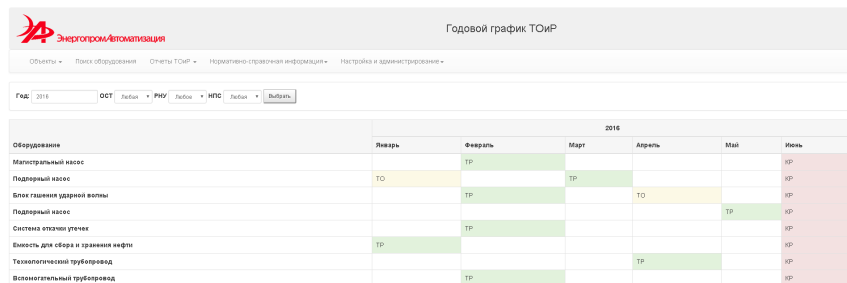 Годовой график ТОиР
ЭнергопромАвтоматизация
Объекты Поиск оборудования Отчеты ТОиР Нормативно-справочная информация Настройка и администрирование
Год: 2016 ОСТ Любая РНУ Любое НПС Любая Выбрать
2016
Оборудование Январь Февраль Март Апрель Май Июнь
Магистральный насос ТР КР
Подпорный насос ТО ТР КР
Блок гашения ударной волны ТР ТО КР
Подпорный насос ТР КР
Система откачки утечек ТР КР
Емкость для сбора и хранения нефти ТР КР
Технологический трубопровод ТР КР
Вспомогательный трубопровод ТР КР